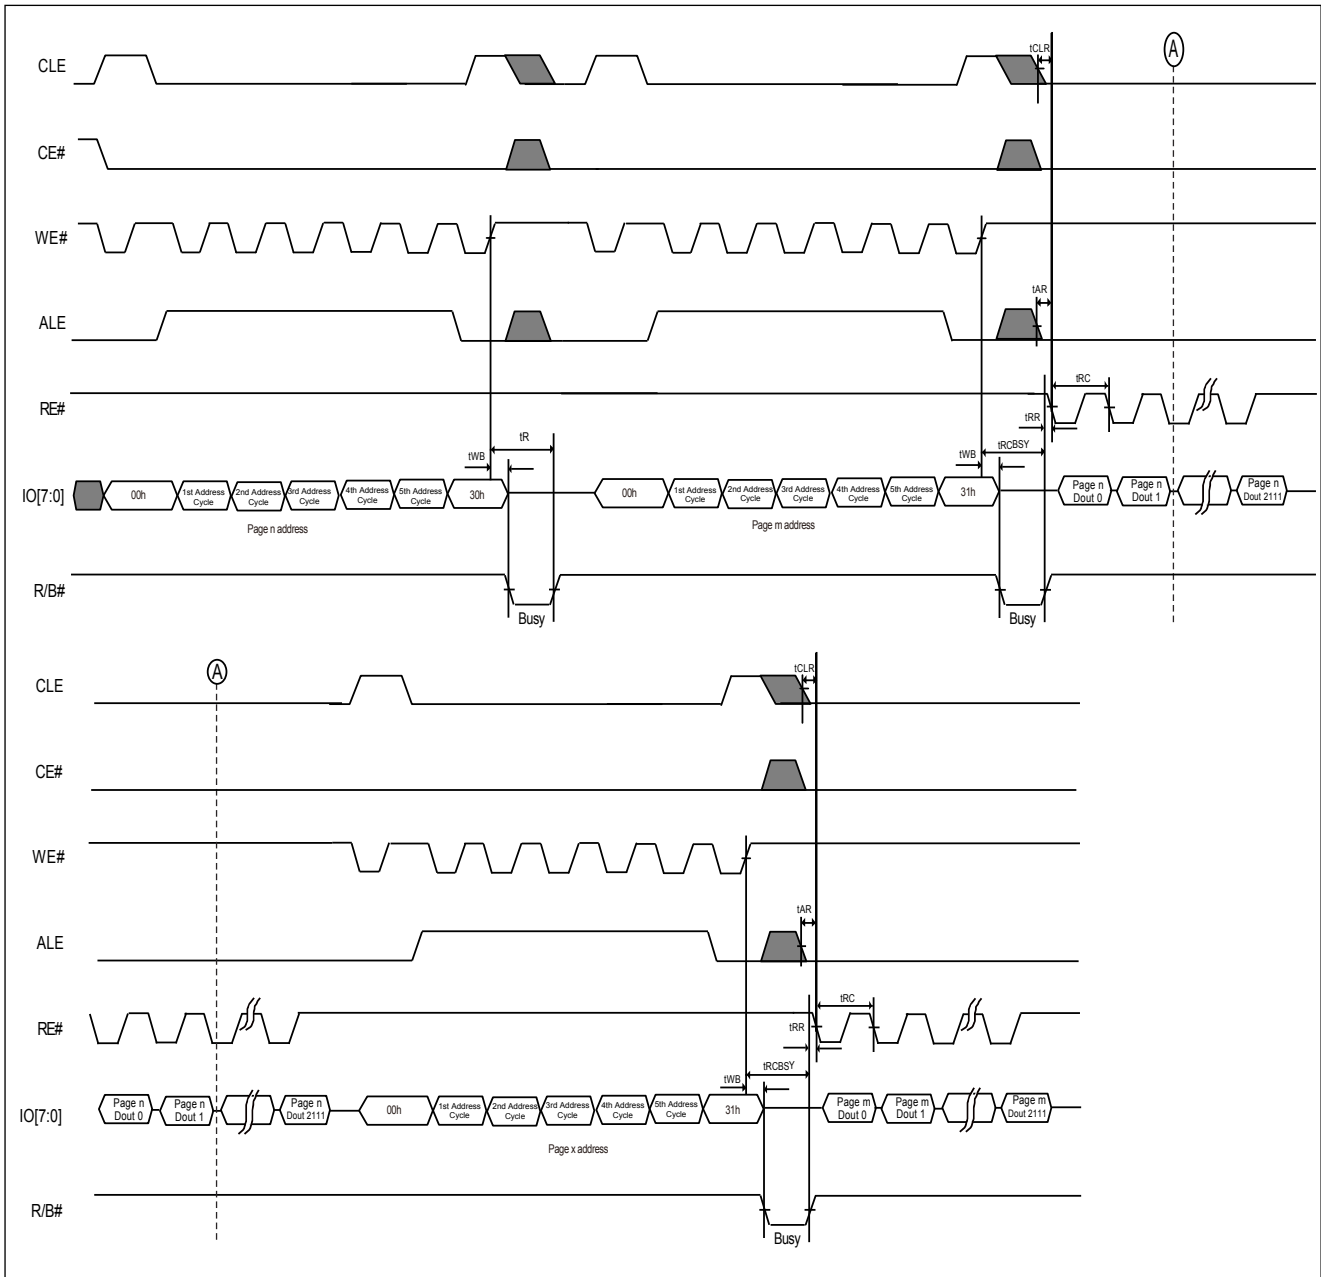 tCLR
A
CLE
CE#
WE#
tAR
ALE
tRC
RE#
tRR
tR
tRCBSY
tWB
tWB
IO[7:0]
00h
1st Address Cycle
2nd Address Cycle
3rd Address Cycle
4th Address Cycle
5th Address Cycle
30h
00h
1st Address Cycle
2nd Address Cycle
3rd Address Cycle
4th Address Cycle
5th Address Cycle
31h
Page n Dout 0
Page n Dout 1
Page n Dout 2111
Page n address
Page m address
R/B#
Busy
Busy
A
tCLR
CLE
CE#
WE#
tAR
ALE
tRC
RE#
tRR
tRCBSY
tWB
IO[7:0]
Page n Dout 0
Page n Dout 1
Page n Dout 2111
00h
1st Address Cycle
2nd Address Cycle
3rd Address Cycle
4th Address Cycle
5th Address Cycle
31h
Page m Dout 0
Page m Dout 1
Page m Dout 2111
Page x address
R/B#
Busy